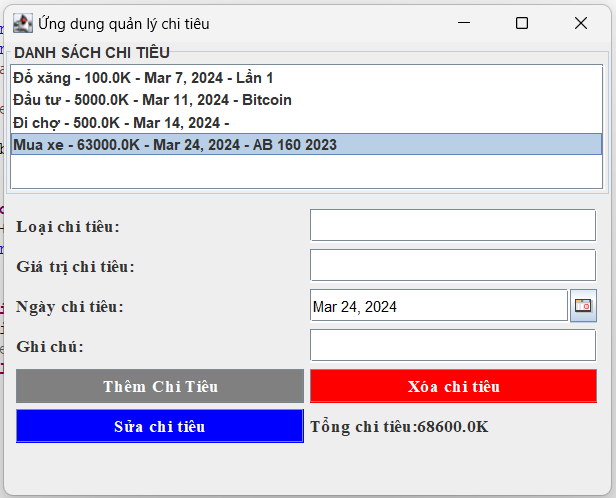 Ứng dụng quản lý chi tiêu
DANH SÁCH CHI TIÊU
Đổ xăng - 100.0K - Mar 7, 2024 - Lần 1
Đầu tư - 5000.0K - Mar 11, 2024 - Bitcoin
Đi chợ - 500.0K - Mar 14, 2024 -
Mua xe - 63000.0K - Mar 24, 2024 - AB 160 2023
Loại chi tiêu:
Giá trị chi tiêu:
Ngày chi tiêu: Mar 24, 2024
Ghi chú:
Thêm Chi Tiêu Xóa chi tiêu
Sửa chi tiêu Tổng chi tiêu:68600.0K